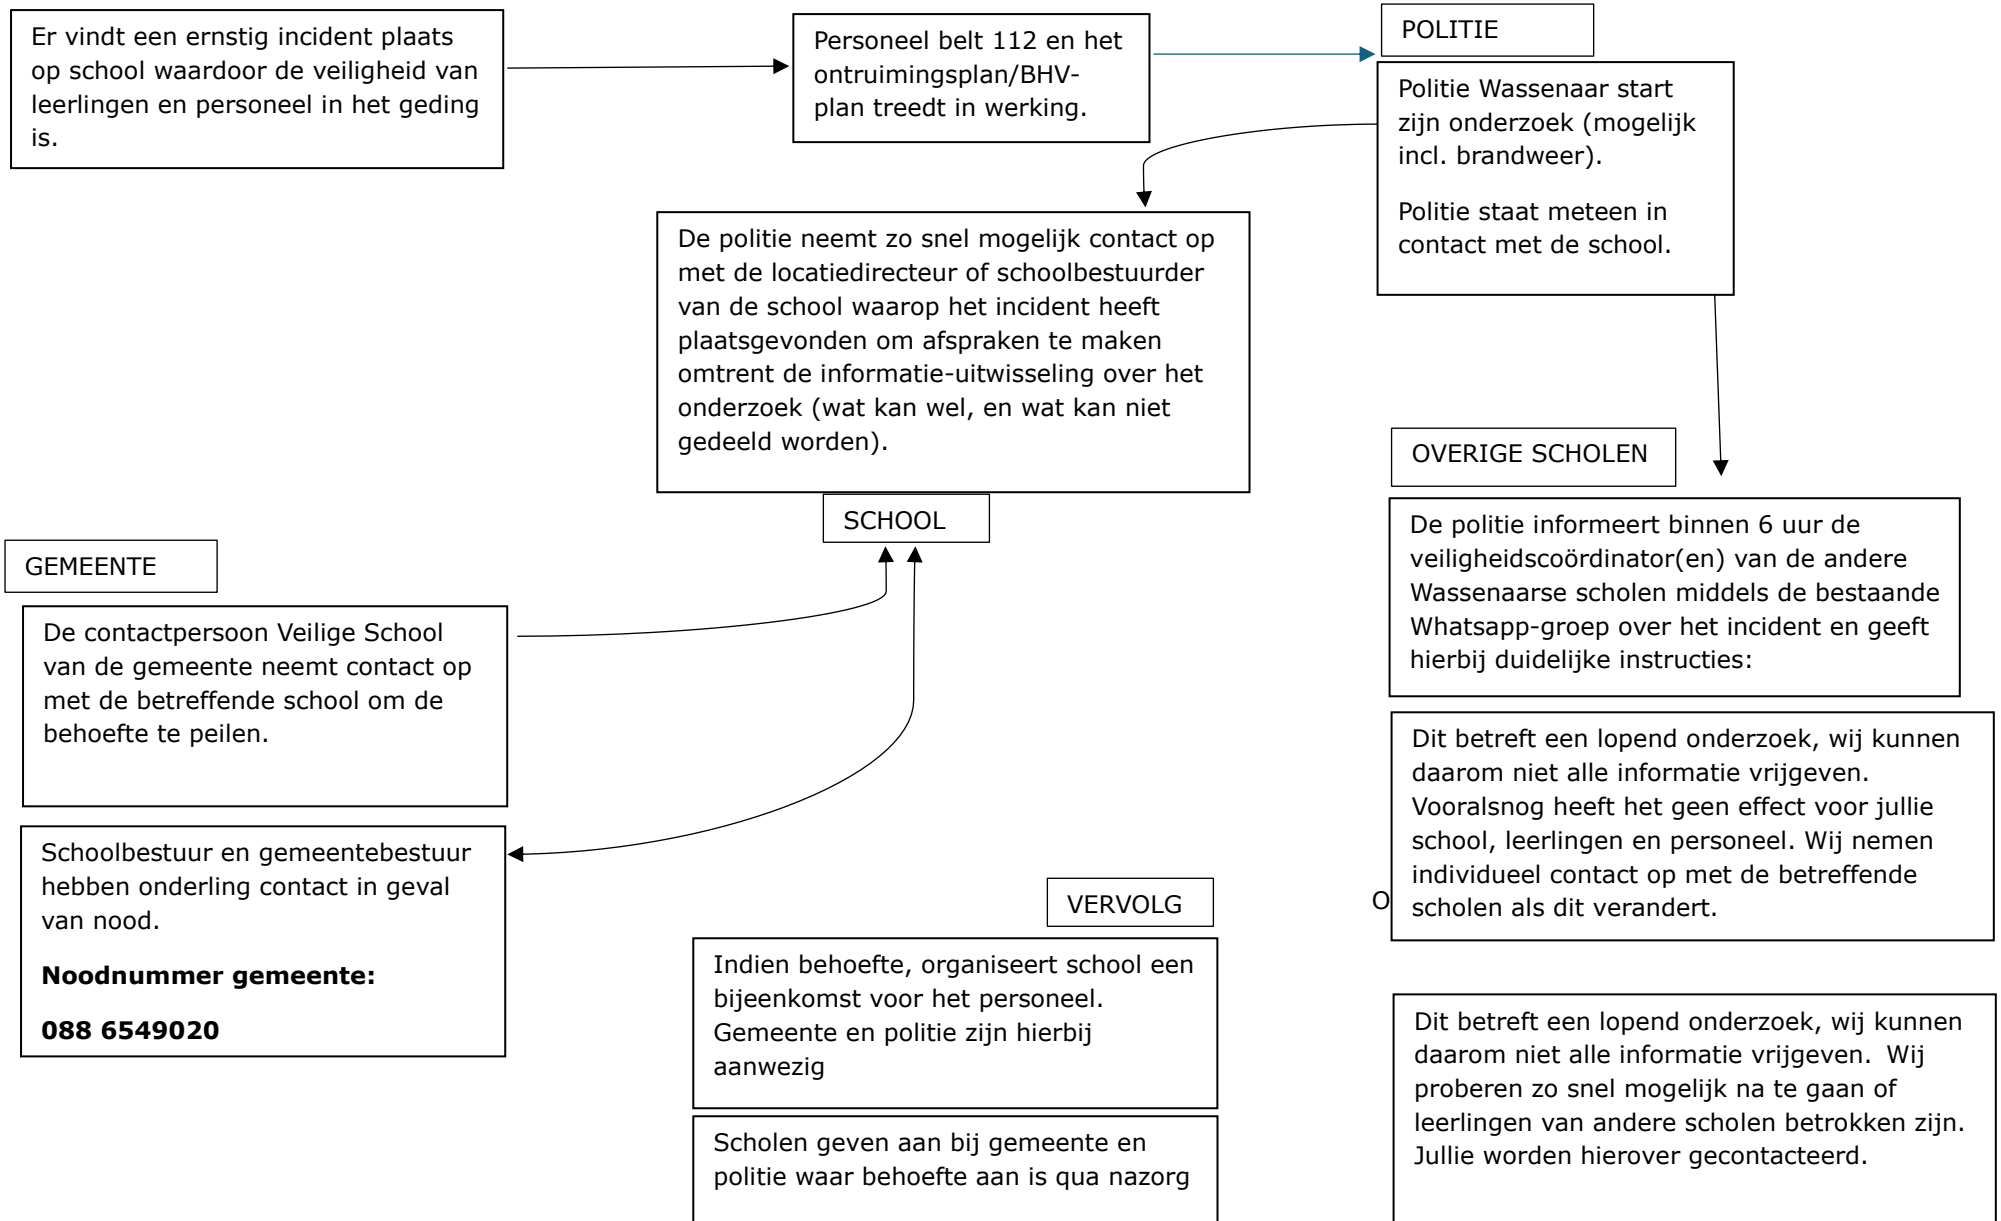 Er vindt een ernstig incident plaats
op school waardoor de veiligheid van
leerlingen en personeel in het geding
is.
Personeel belt 112 en het
ontruimingsplan/BHV-
plan treedt in werking.
POLITIE
Politie Wassenaar start
zijn onderzoek (mogelijk
incl. brandweer).
Politie staat meteen in
contact met de school.
De politie neemt zo snel mogelijk contact op
met de locatiedirecteur of schoolbestuurder
van de school waarop het incident heeft
plaatsgevonden om afspraken te maken
omtrent de informatie-uitwisseling over het
onderzoek (wat kan wel, en wat kan niet
gedeeld worden).
SCHOOL
GEMEENTE
De contactpersoon Veilige School
van de gemeente neemt contact op
met de betreffende school om de
behoefte te peilen.
Schoolbestuur en gemeentebestuur
hebben onderling contact in geval
van nood.
Noodnummer gemeente:
088 6549020
VERVOLG
Indien behoefte, organiseert school een
bijeenkomst voor het personeel.
Gemeente en politie zijn hierbij
aanwezig
Scholen geven aan bij gemeente en
politie waar behoefte aan is qua nazorg
OVERIGE SCHOLEN
De politie informeert binnen 6 uur de
veiligheidscoördinator(en) van de andere
Wassenaarse scholen middels de bestaande
Whatsapp-groep over het incident en geeft
hierbij duidelijke instructies:
Dit betreft een lopend onderzoek, wij kunnen
daarom niet alle informatie vrijgeven.
Vooralsnog heeft het geen effect voor jullie
school, leerlingen en personeel. Wij nemen
individueel contact op met de betreffende
scholen als dit verandert.
O
Dit betreft een lopend onderzoek, wij kunnen
daarom niet alle informatie vrijgeven. Wij
proberen zo snel mogelijk na te gaan of
leerlingen van andere scholen betrokken zijn.
Jullie worden hierover gecontacteerd.